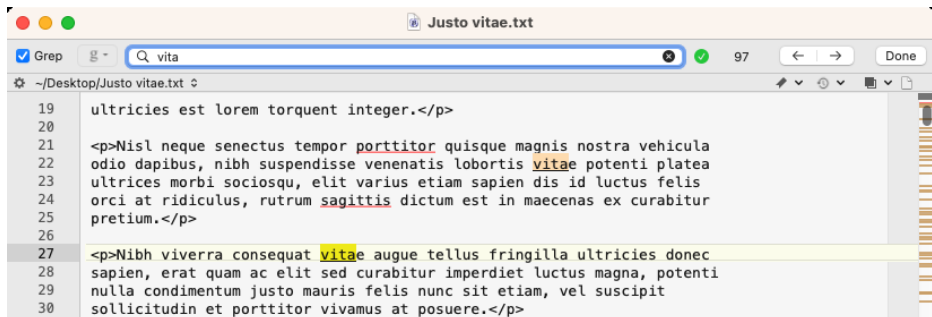 Justo vitae.txt
Grep g vita 97 ← → Done
~/Desktop/Justo vitae.txt
19 ultricies est lorem torquent integer.</p>
20
21 <p>Nisl neque senectus tempor porttitor quisque magnis nostra vehicula
22 odio dapibus, nibh suspendisse venenatis lobortis vitae potenti platea
23 ultrices morbi sociosqu, elit varius etiam sapien dis id luctus felis
24 orci at ridiculus, rutrum sagittis dictum est in maecenas ex curabitur
25 pretium.</p>
26
27 <p>Nibh viverra consequat vitae augue tellus fringilla ultricies donec
28 sapien, erat quam ac elit sed curabitur imperdiet luctus magna, potenti
29 nulla condimentum justo mauris felis nunc sit etiam, vel suscipit
30 sollicitudin et porttitor vivamus at posuere.</p>